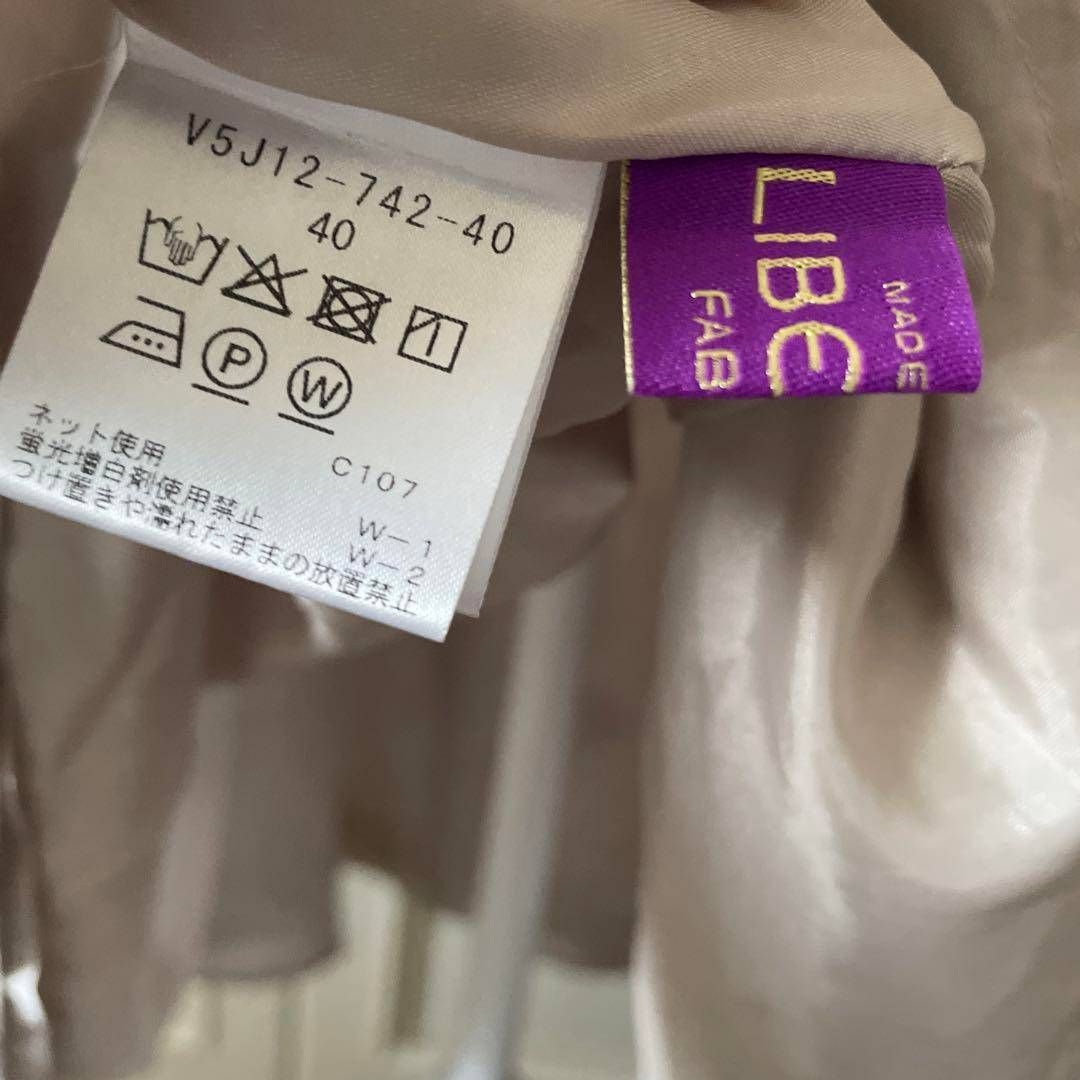 V5J12-742-40
40
P
W
ネット使用
蛍光増白剤使用禁止
つけ置きや濡れたままの放置禁止
C107
W-1
W-2
LIBE
FAB
MADE